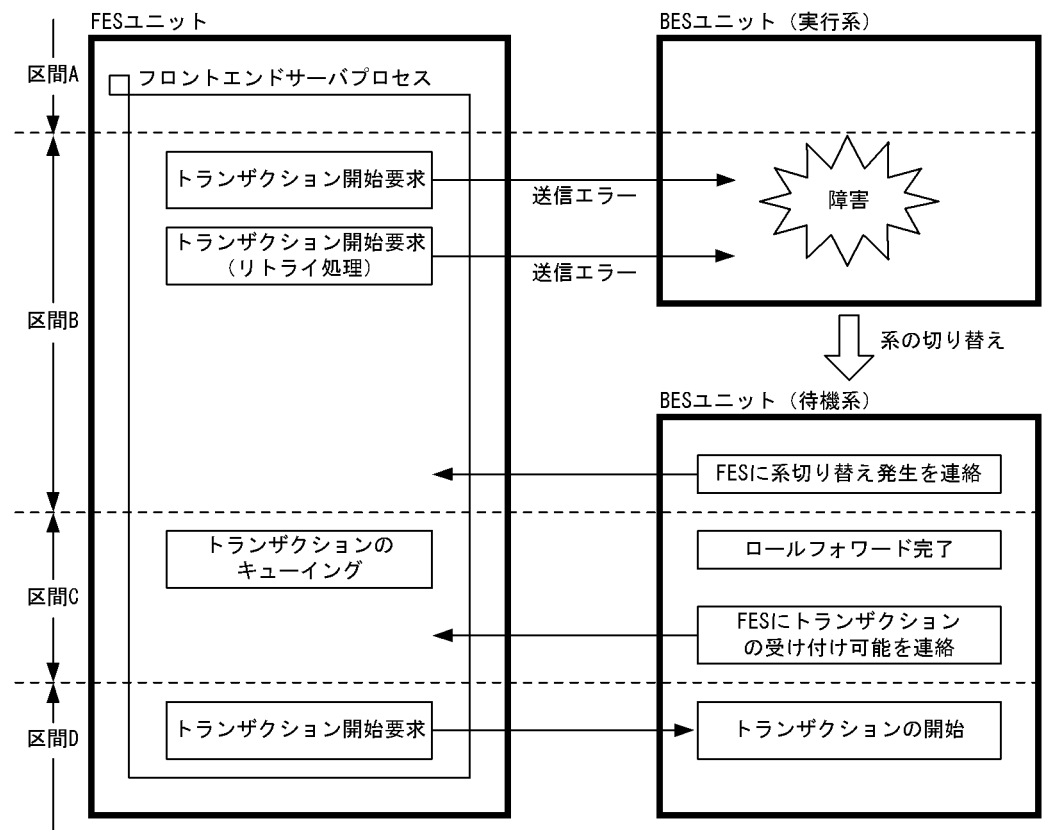 FESユニット
BESユニット（実行系）
区間A
フロントエンドサーバプロセス
トランザクション開始要求
送信エラー
障害
トランザクション開始要求
（リトライ処理）
送信エラー
区間B
系の切り替え
BESユニット（待機系）
FESに系切り替え発生を連絡
トランザクションの
キューイング
ロールフォワード完了
区間C
FESにトランザクション
の受け付け可能を連絡
区間D
トランザクション開始要求
トランザクションの開始